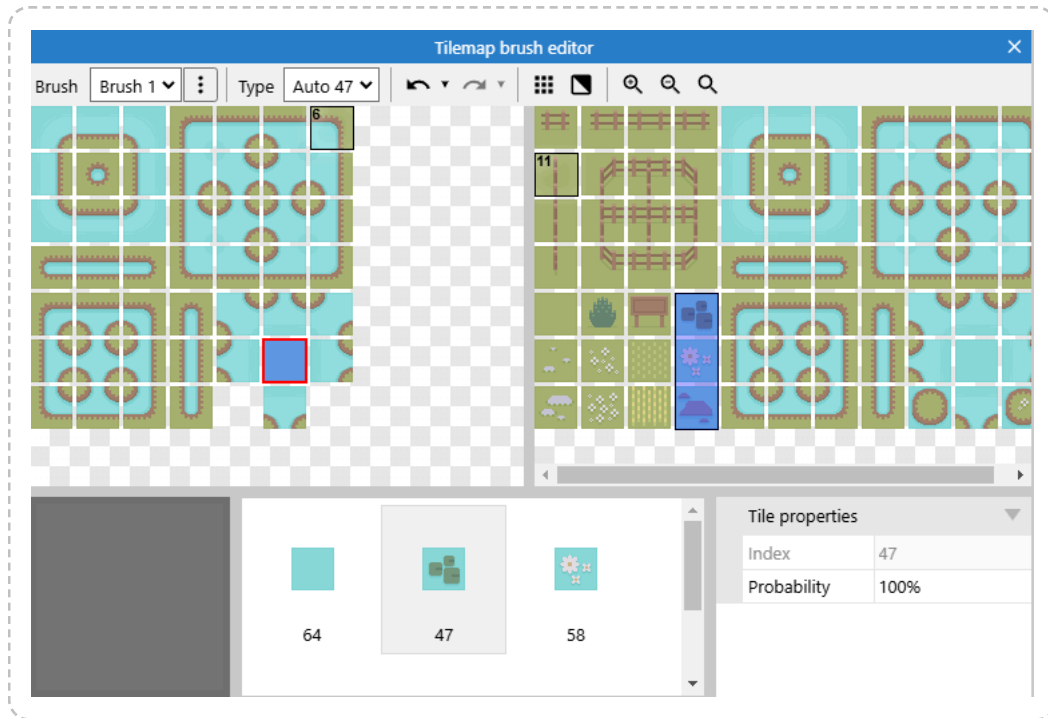 Tilemap brush editor
Brush Brush 1 Type Auto 47
6
11
Tile properties
Index 47
Probability 100%
64 47 58